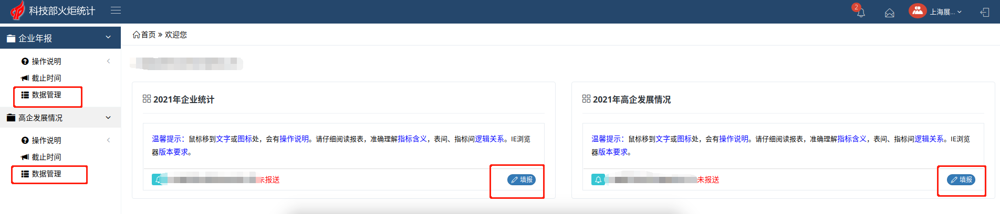 科技部火炬统计
2
上海展...
企业年报
操作说明
截止时间
数据管理
高企发展情况
操作说明
截止时间
数据管理
首页 » 欢迎您
2021年企业统计
温馨提示：鼠标移到文字或图标处，会有操作说明。请仔细阅读报表，准确理解指标含义，表间、指标间逻辑关系。IE浏览
器版本要求。
未报送
填报
2021年高企发展情况
温馨提示：鼠标移到文字或图标处，会有操作说明。请仔细阅读报表，准确理解指标含义，表间、指标间逻辑关系。IE浏览
器版本要求。
未报送
填报